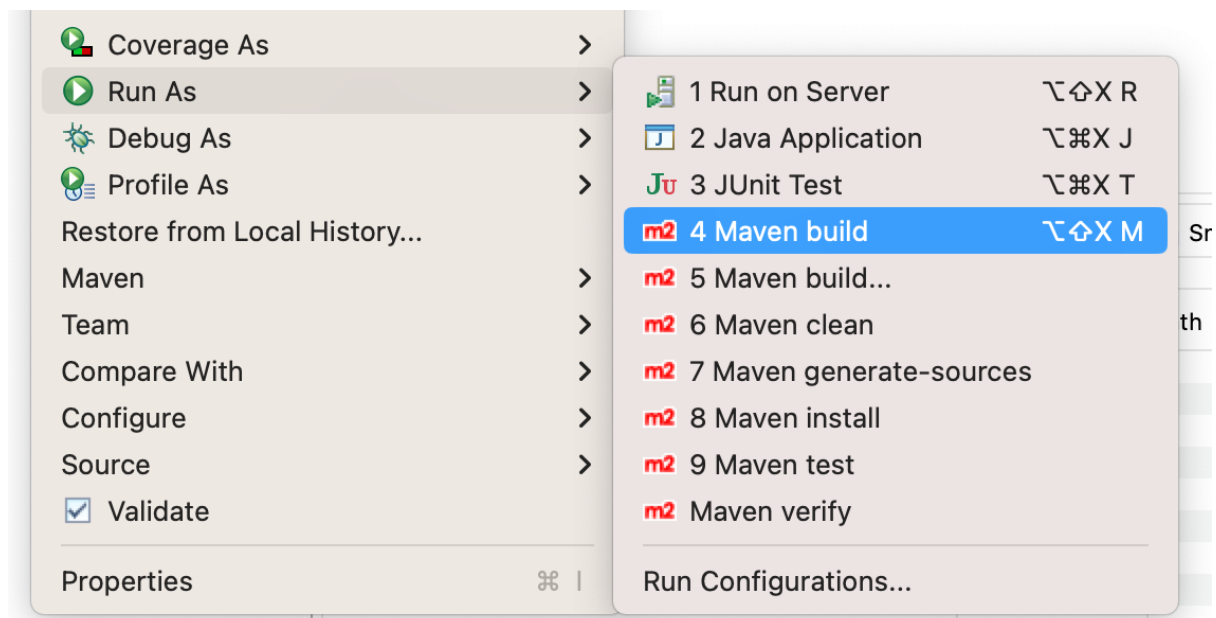 Coverage As
Run As
Debug As
Profile As
Restore from Local History...
Maven
Team
Compare With
Configure
Source
Validate
Properties ⌘ I
1 Run on Server ⌥⇧X R
2 Java Application ⌥⌘X J
3 JUnit Test ⌥⌘X T
4 Maven build ⌥⇧X M
5 Maven build...
6 Maven clean
7 Maven generate-sources
8 Maven install
9 Maven test
Maven verify
Run Configurations...